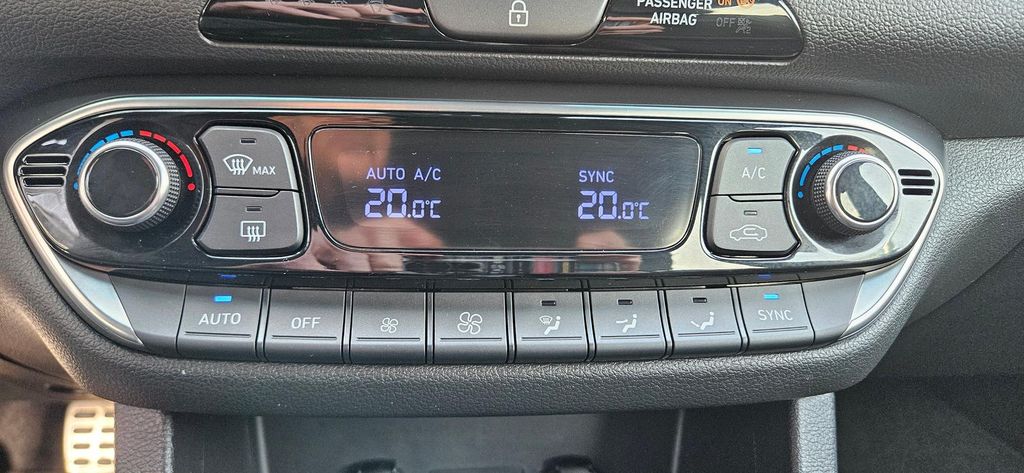 PASSENGER ON
AIRBAG OFF
MAX
AUTO A/C
20.0°C
SYNC
20.0°C
A/C
AUTO
OFF
SYNC